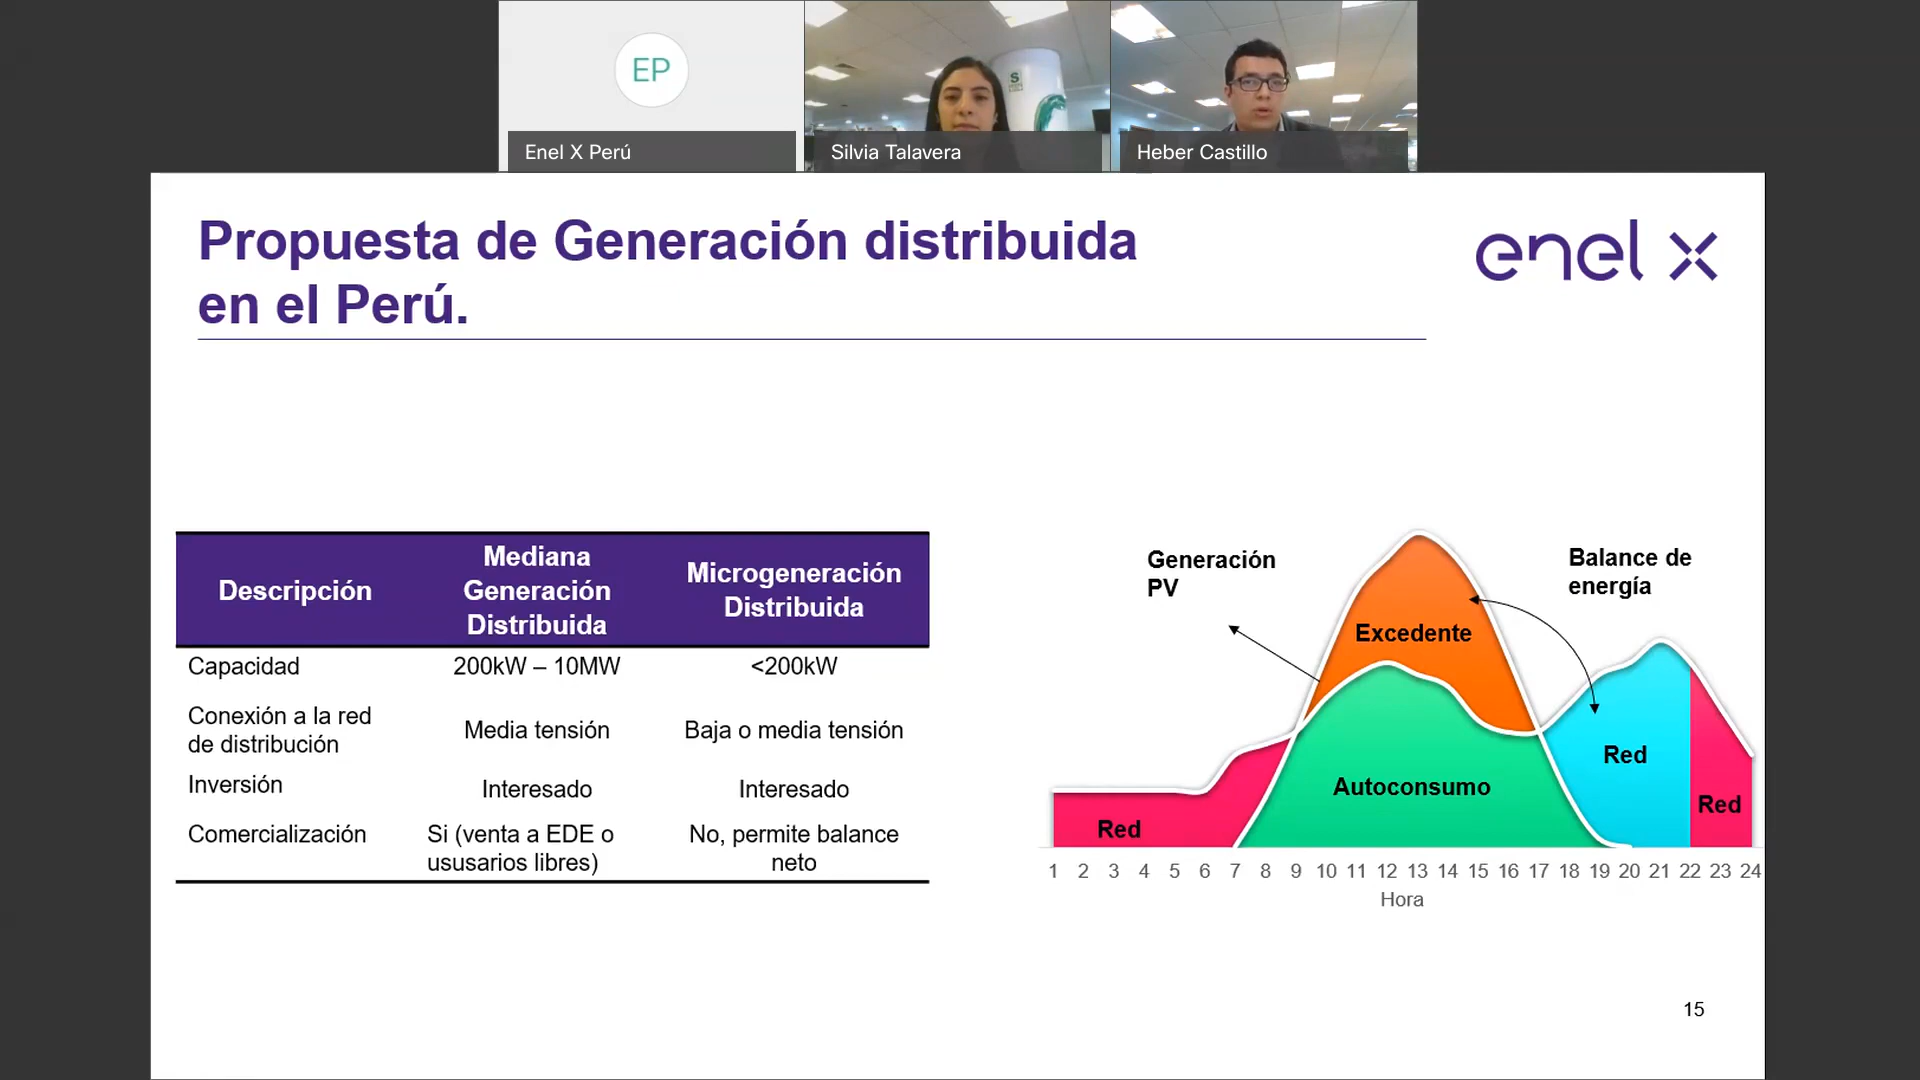 EP
Enel X Perú
Silvia Talavera
Heber Castillo
Propuesta de Generación distribuida
en el Perú.
enel x
Descripción
Mediana
Generación
Distribuida
Microgeneración
Distribuida
Capacidad
200kW – 10MW
<200kW
Conexión a la red
de distribución
Media tensión
Baja o media tensión
Inversión
Interesado
Interesado
Comercialización
Si (venta a EDE o
ususarios libres)
No, permite balance
neto
Generación
PV
Balance de
energía
Excedente
Autoconsumo
Red
Red
Red
1 2 3 4 5 6 7 8 9 10 11 12 13 14 15 16 17 18 19 20 21 22 23 24
Hora
15